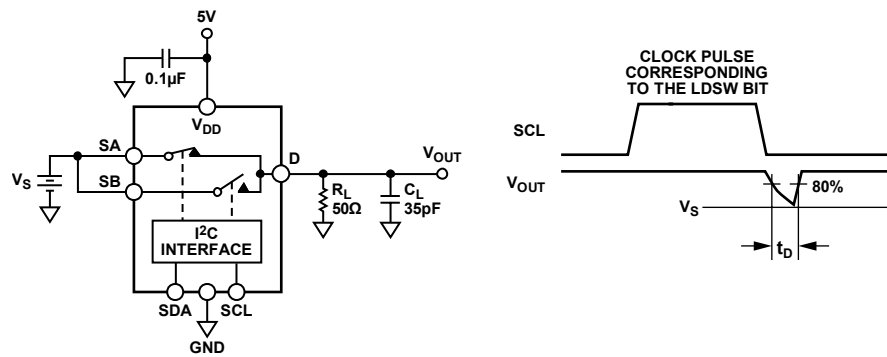 5V
0.1µF
VDD
SA
SB
VS
D
VOUT
RL
50Ω
CL
35pF
I2C
INTERFACE
SDA
SCL
GND
CLOCK PULSE
CORRESPONDING
TO THE LDSW BIT
SCL
VOUT
80%
VS
tD